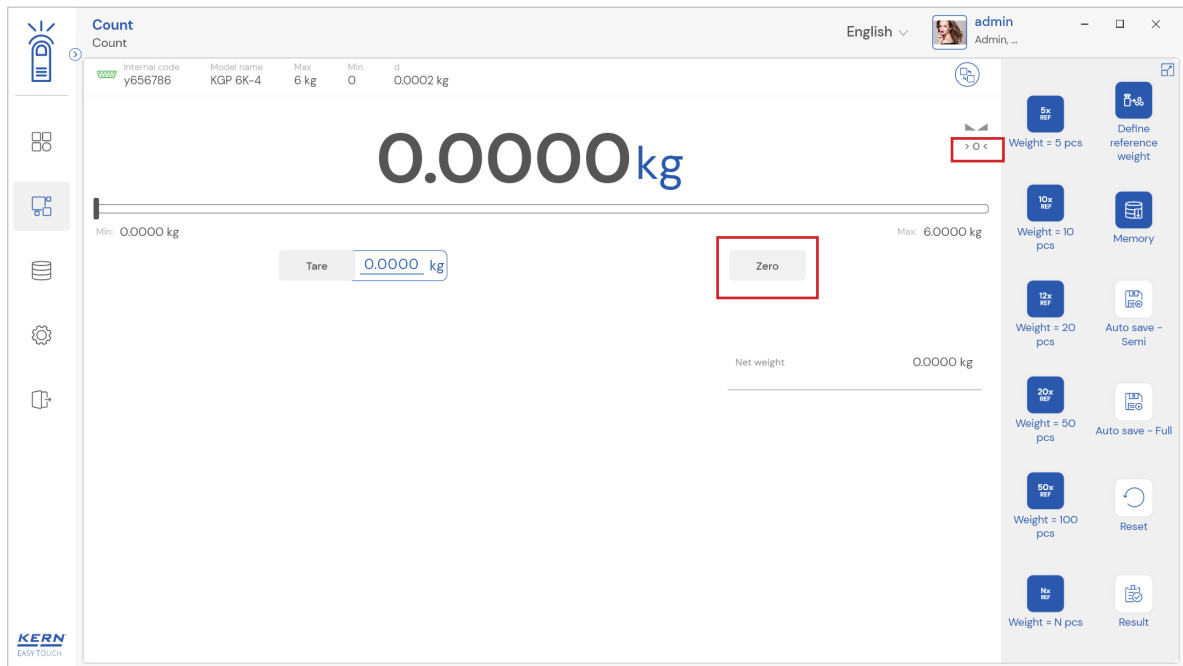 Count
Count
English
admin
Admin, ...
Internal code
y656786
Model name
KGP 6K-4
Max
6 kg
Min
0
d
0.0002 kg
0.0000 kg
>0<
Min: 0.0000 kg
Max: 6.0000 kg
Tare
0.0000 kg
Zero
Net weight
0.0000 kg
5x
REF
Weight = 5 pcs
Define
reference
weight
10x
REF
Weight = 10
pcs
Memory
12x
REF
Weight = 20
pcs
Auto save -
Semi
20x
REF
Weight = 50
pcs
Auto save - Full
50x
REF
Weight = 100
pcs
Reset
Nx
REF
Weight = N pcs
Result
KERN
EASY TOUCH